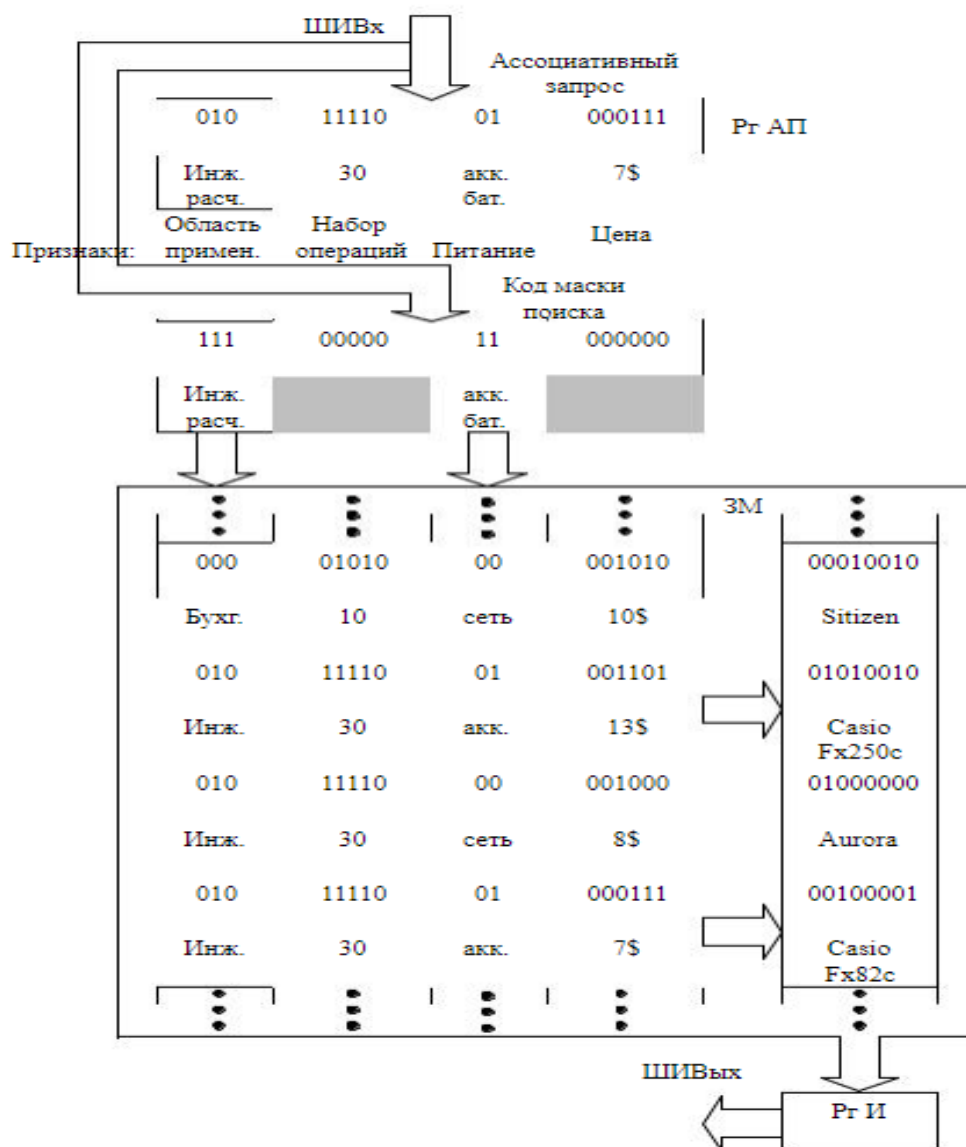 ШИВх
Ассоциативный
запрос
010 11110 01 000111
Рг АП
Инж. 30 акк. 7$
расч. бат.
Область Набор Цена
Признаки: примен. операций Питание
Код маски
поиска
111 00000 11 000000
Инж. акк.
расч. бат.
ЗМ
000 01010 00 001010 00010010
Бухг. 10 сеть 10$ Sitizen
010 11110 01 001101 01010010
Инж. 30 акк. 13$ Casio
Fx250c
010 11110 00 001000 01000000
Инж. 30 сеть 8$ Aurora
010 11110 01 000111 00100001
Инж. 30 акк. 7$ Casio
Fx82c
ШИВых
Рг И